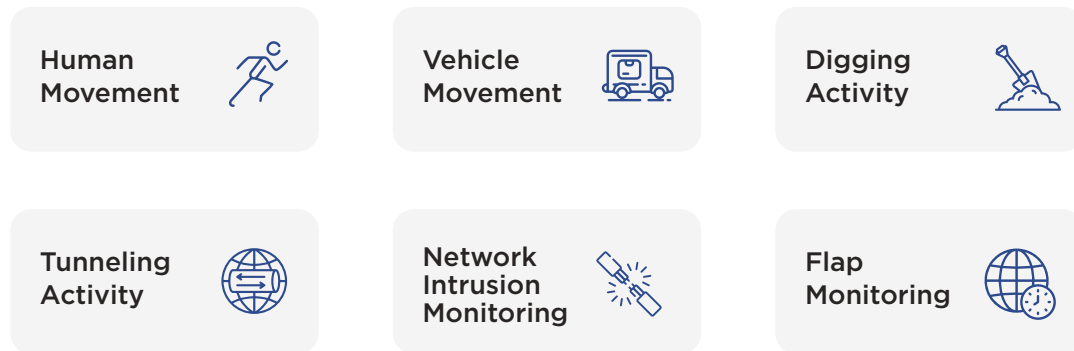 Human
Movement
Vehicle
Movement
Digging
Activity
Tunneling
Activity
Network
Intrusion
Monitoring
Flap
Monitoring